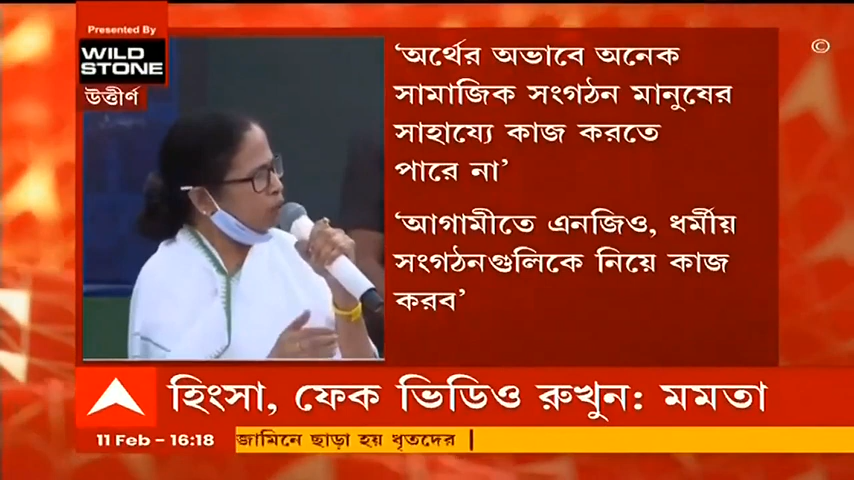 Presented By
WILD
STONE
উত্তীর্ণ
‘অর্থের অভাবে অনেক
সামাজিক সংগঠন মানুষের
সাহায্যে কাজ করতে
পারে না’
‘আগামীতে এনজিও, ধর্মীয়
সংগঠনগুলিকে নিয়ে কাজ
করব’
হিংসা, ফেক ভিডিও রুখুন: মমতা
11 Feb – 16:18
জামিনে ছাড়া হয় ধৃতদের |
©